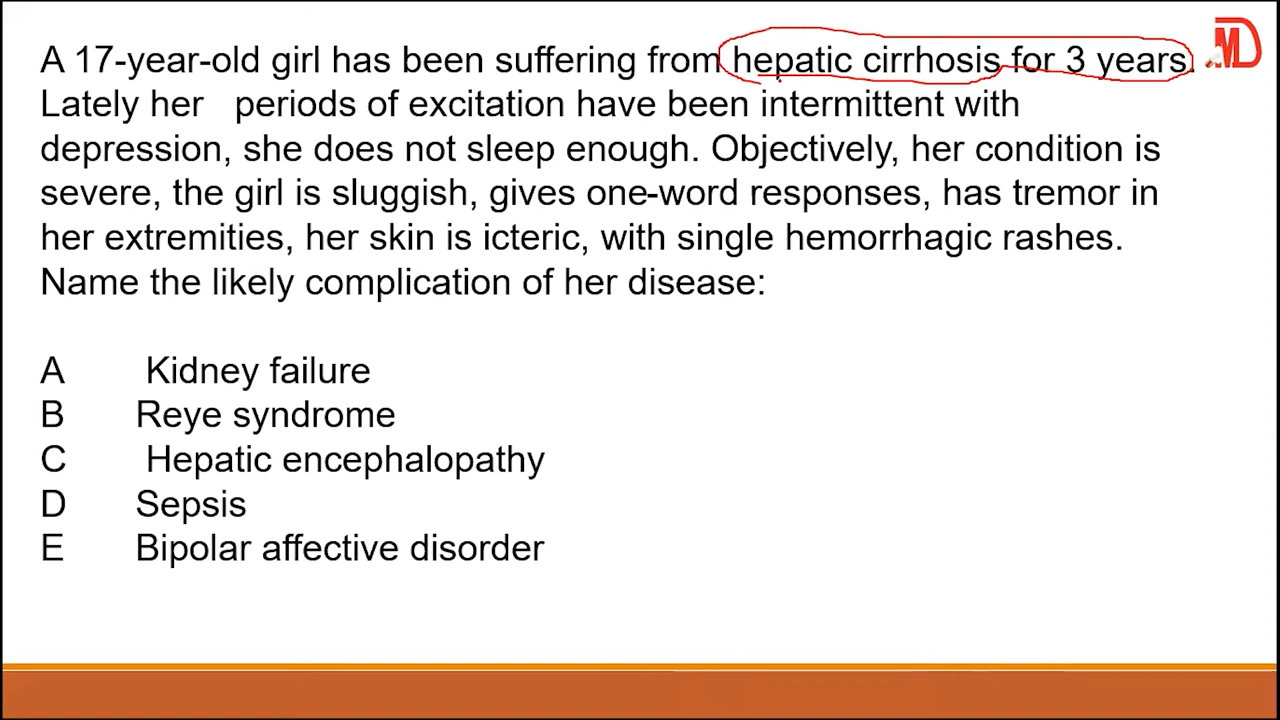 A 17-year-old girl has been suffering from hepatic cirrhosis for 3 years.
Lately her periods of excitation have been intermittent with
depression, she does not sleep enough. Objectively, her condition is
severe, the girl is sluggish, gives one-word responses, has tremor in
her extremities, her skin is icteric, with single hemorrhagic rashes.
Name the likely complication of her disease:
A Kidney failure
B Reye syndrome
C Hepatic encephalopathy
D Sepsis
E Bipolar affective disorder